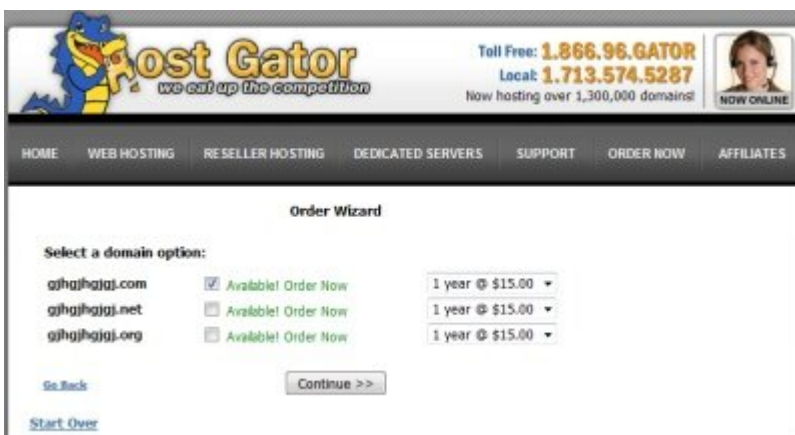 Host Gator
we eat up the competition
Toll Free: 1.866.96.GATOR
Local: 1.713.574.5287
Now hosting over 1,300,000 domains!
NOW ONLINE
HOME WEB HOSTING RESELLER HOSTING DEDICATED SERVERS SUPPORT ORDER NOW AFFILIATES
Order Wizard
Select a domain option:
gjhgjhgjgj.com Available! Order Now 1 year @ $15.00
gjhgjhgjgj.net Available! Order Now 1 year @ $15.00
gjhgjhgjgj.org Available! Order Now 1 year @ $15.00
Go Back Continue >>
Start Over